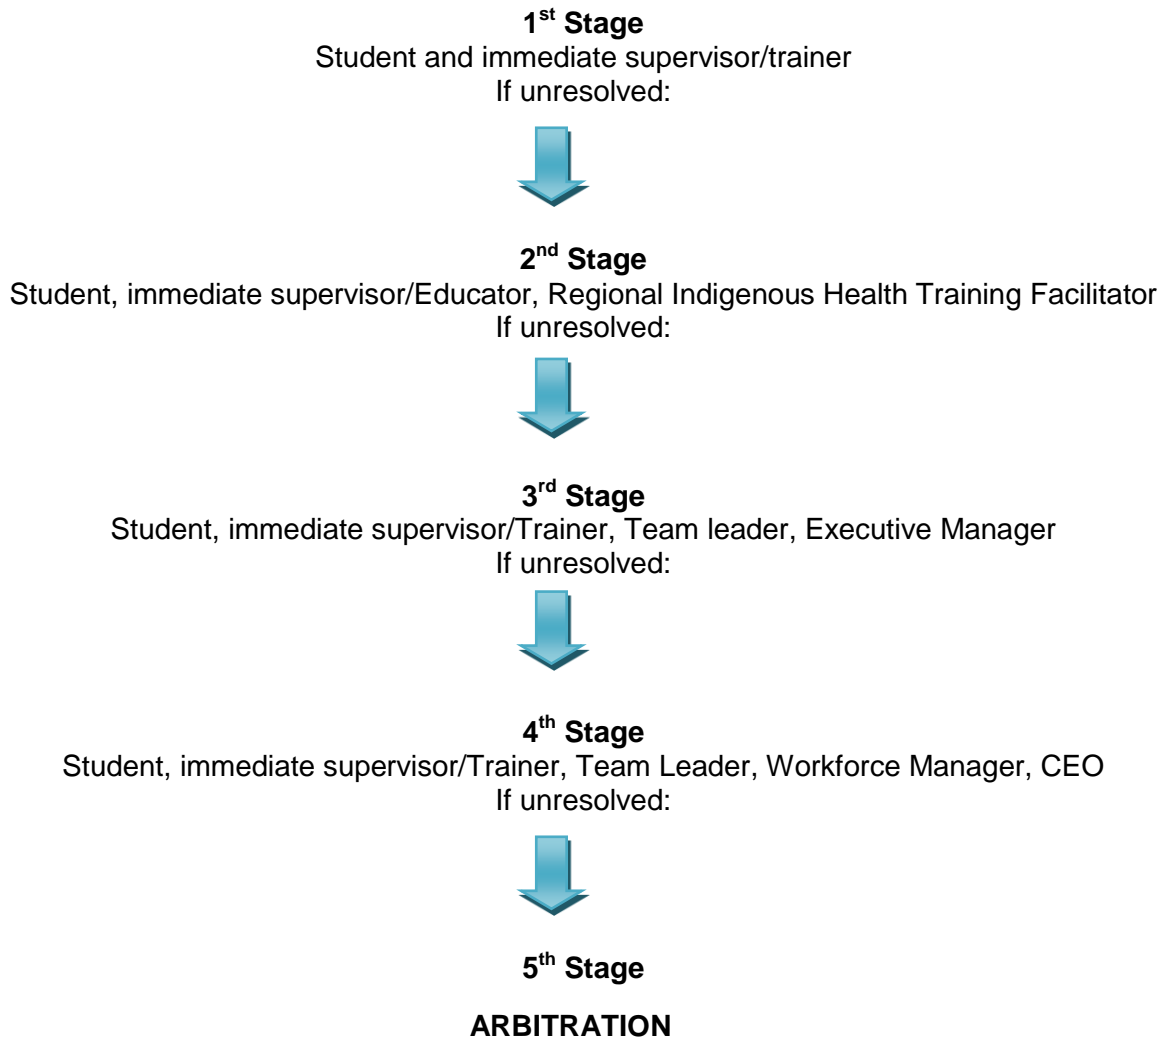 1st Stage
Student and immediate supervisor/trainer
If unresolved:
2nd Stage
Student, immediate supervisor/Educator, Regional Indigenous Health Training Facilitator
If unresolved:
3rd Stage
Student, immediate supervisor/Trainer, Team leader, Executive Manager
If unresolved:
4th Stage
Student, immediate supervisor/Trainer, Team Leader, Workforce Manager, CEO
If unresolved:
5th Stage
ARBITRATION